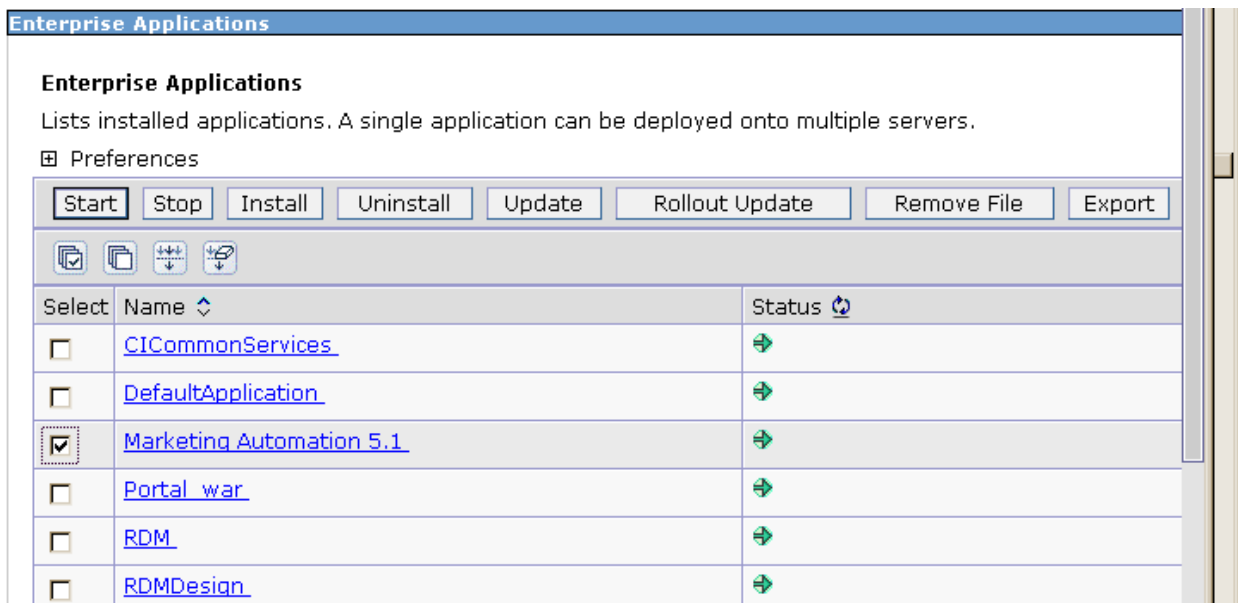 Enterprise Applications
Enterprise Applications
Lists installed applications. A single application can be deployed onto multiple servers.
Preferences
Start Stop Install Uninstall Update Rollout Update Remove File Export
Select Name Status
CICommonServices
DefaultApplication
Marketing Automation 5.1
Portal_war
RDM
RDMDesign